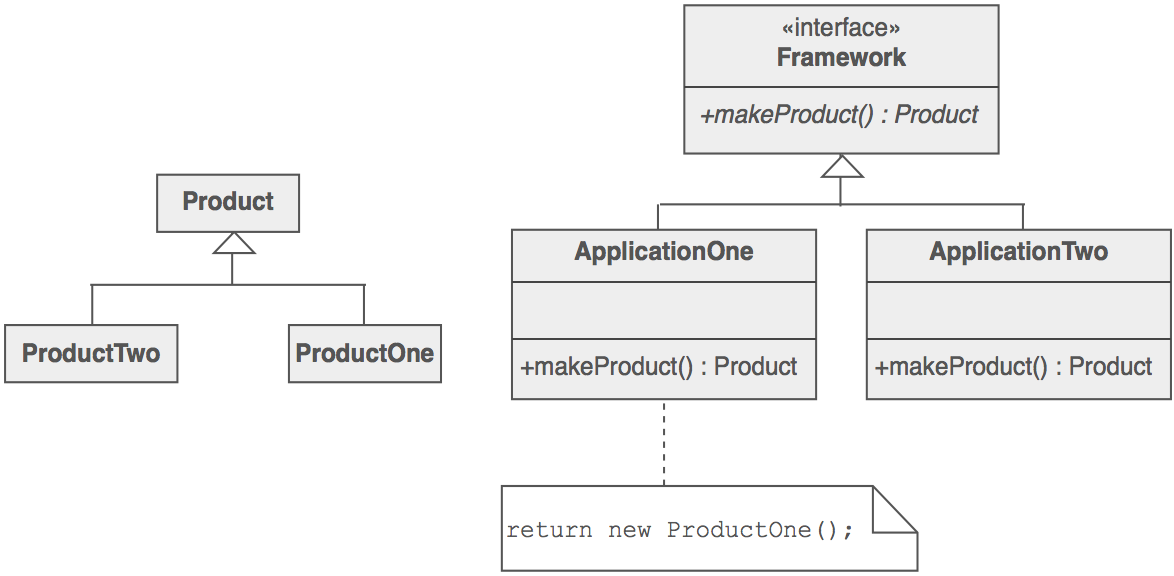 «interface»
Framework
+makeProduct() : Product
Product
ApplicationOne
ApplicationTwo
ProductTwo
ProductOne
+makeProduct() : Product
+makeProduct() : Product
return new ProductOne();